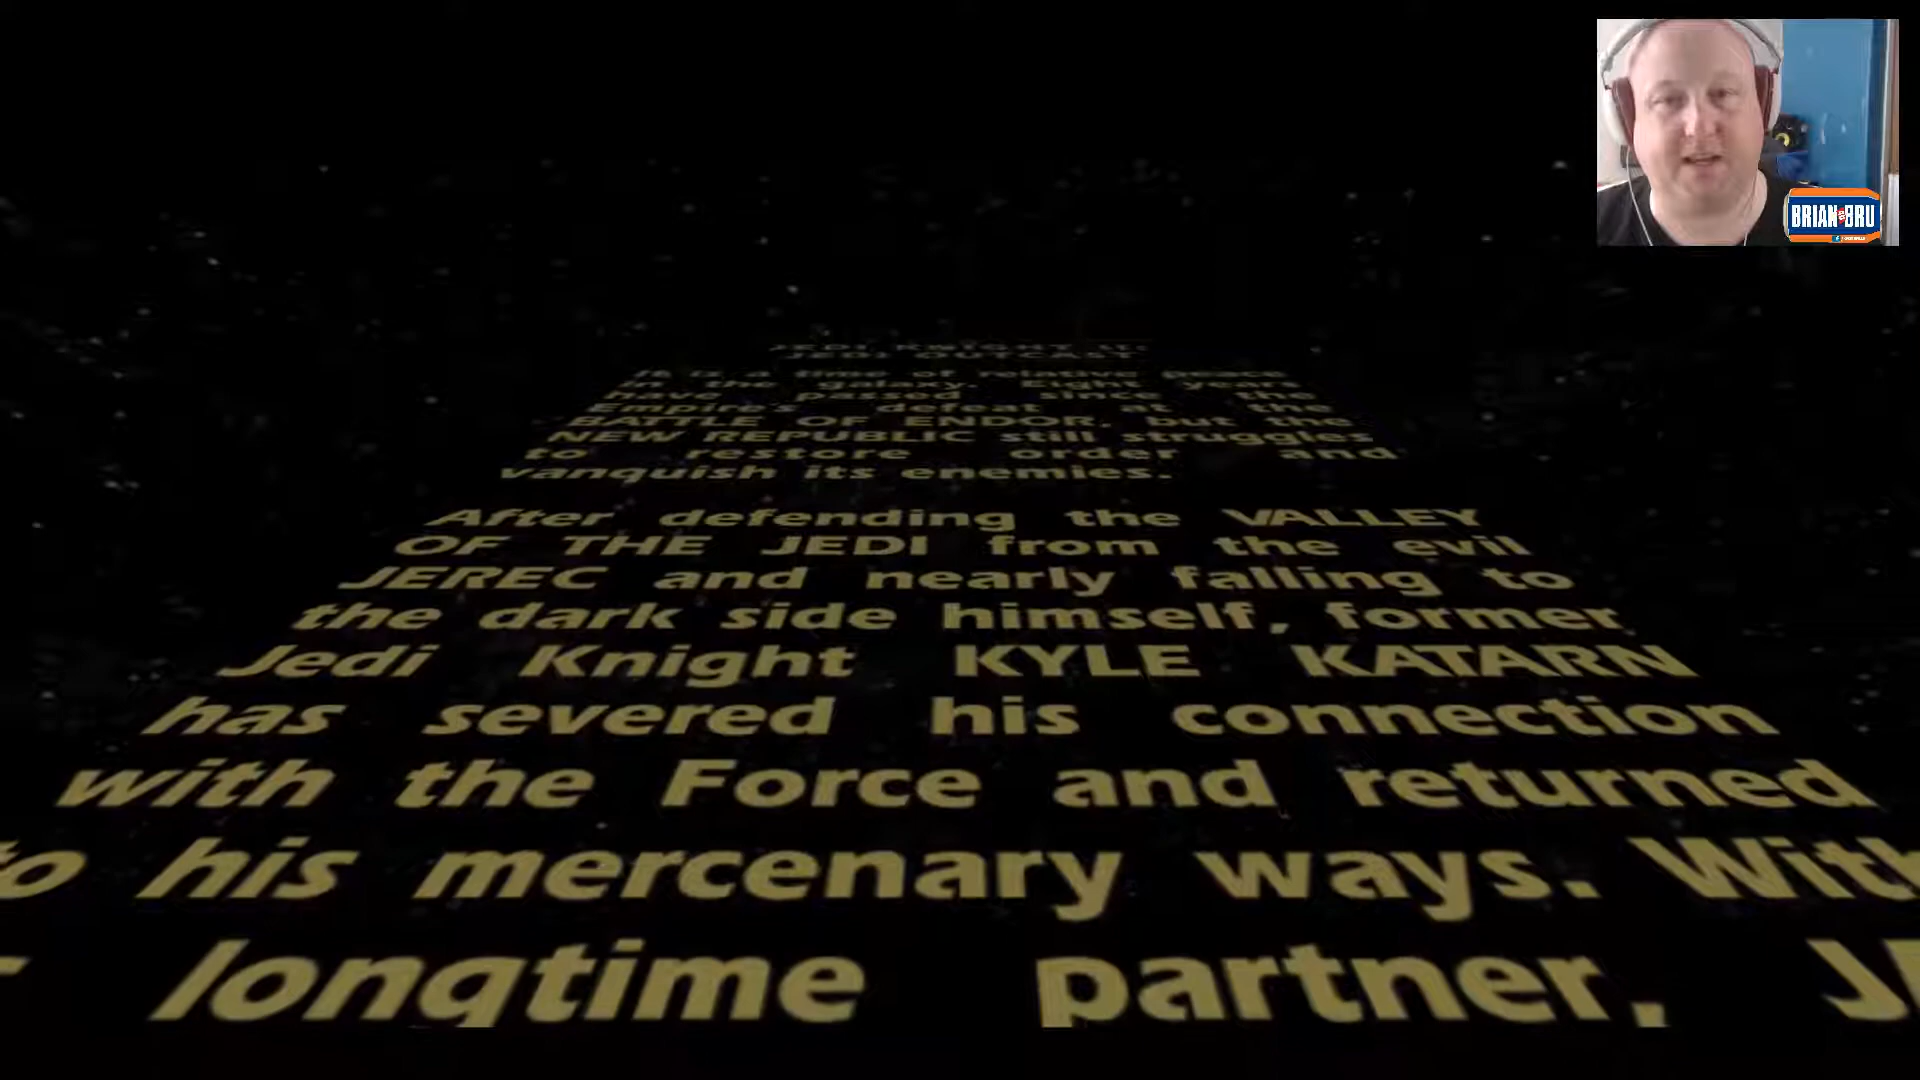 JEDI KNIGHT II:
JEDI OUTCAST
It is a time of relative peace
in the galaxy. Eight years
have passed since the
Empire's defeat at the
BATTLE OF ENDOR, but the
NEW REPUBLIC still struggles
to restore order and
vanquish its enemies.
After defending the VALLEY
OF THE JEDI from the evil
JEREC and nearly falling to
the dark side himself, former
Jedi Knight KYLE KATARN
has severed his connection
with the Force and returned
to his mercenary ways. With
longtime partner, JA
BRIAN BRU